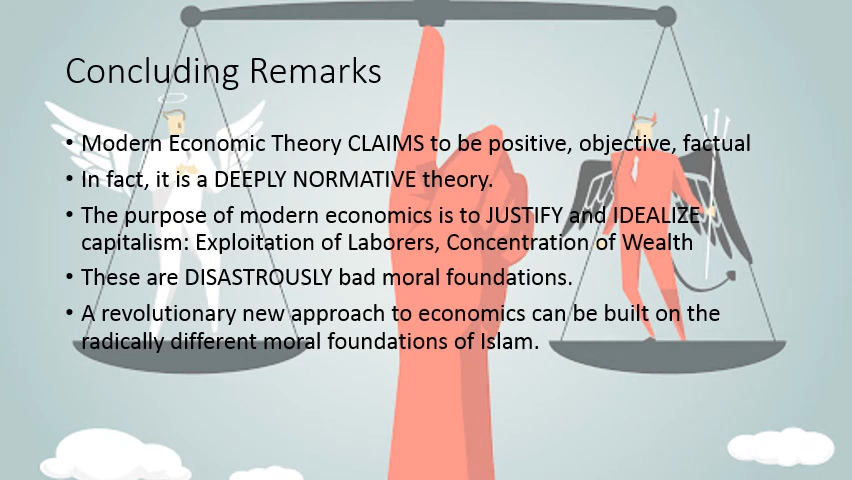 Concluding Remarks
• Modern Economic Theory CLAIMS to be positive, objective, factual
• In fact, it is a DEEPLY NORMATIVE theory.
• The purpose of modern economics is to JUSTIFY and IDEALIZE
capitalism: Exploitation of Laborers, Concentration of Wealth
• These are DISASTROUSLY bad moral foundations.
• A revolutionary new approach to economics can be built on the
radically different moral foundations of Islam.